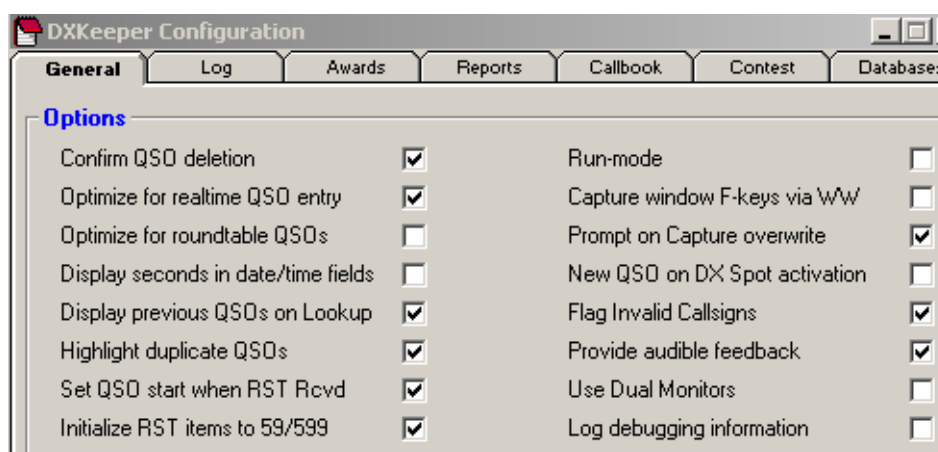 DXKeeper Configuration
General Log Awards Reports Callbook Contest Database
Options
Confirm QSO deletion Run-mode
Optimize for realtime QSO entry Capture window F-keys via WW
Optimize for roundtable QSOs Prompt on Capture overwrite
Display seconds in date/time fields New QSO on DX Spot activation
Display previous QSOs on Lookup Flag Invalid Callsigns
Highlight duplicate QSOs Provide audible feedback
Set QSO start when RST Rcvd Use Dual Monitors
Initialize RST items to 59/599 Log debugging information